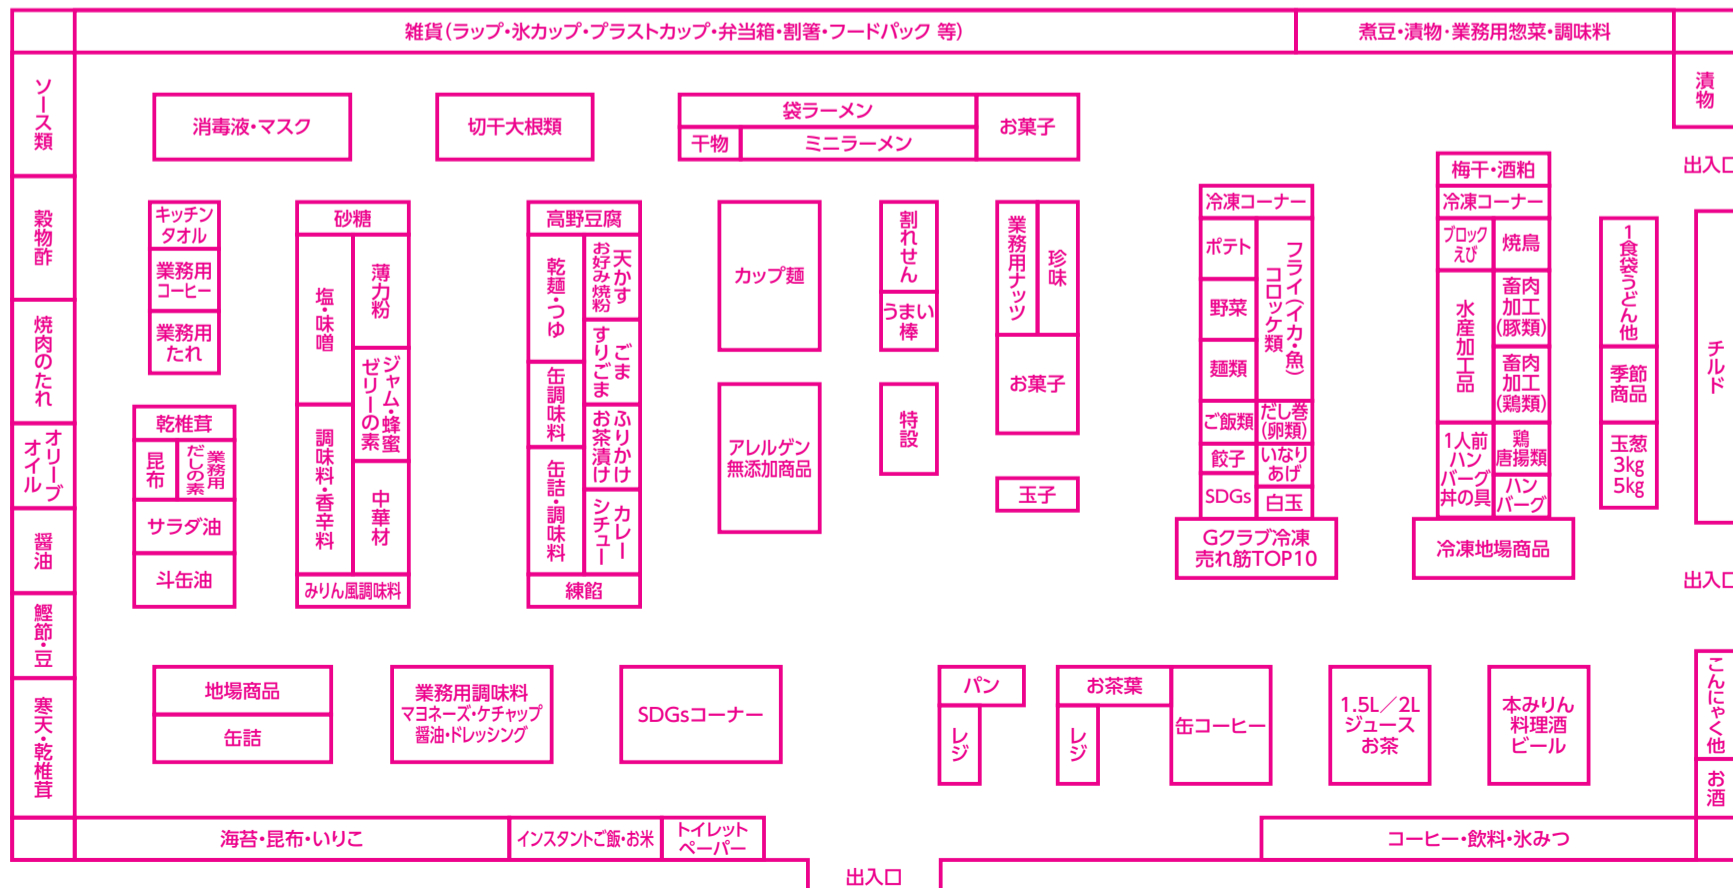 雑貨(ラップ・氷カップ・プラストカップ・弁当箱・割箸・フードパック 等)
煮豆・漬物・業務用惣菜・調味料
漬物
ソース類
穀物酢
焼肉のたれ
オリーブ
オイル
醤油
鰹節・豆
寒天・乾椎茸
消毒液・マスク
切干大根類
袋ラーメン
干物
ミニラーメン
お菓子
出入口
キッチン
タオル
業務用
コーヒー
業務用
たれ
乾椎茸
昆布
業務用
だしの素
サラダ油
斗缶油
砂糖
塩・味噌
薄力粉
ジャム・蜂蜜
ゼリーの素
調味料・香辛料
中華材
みりん風調味料
高野豆腐
乾麺・つゆ
天かす
お好み焼粉
ごま
すりごま
缶調味料
ふりかけ
お茶漬け
缶詰・調味料
カレー
シチュー
練餡
カップ麺
アレルゲン
無添加商品
割れせん
うまい
棒
特設
業務用ナッツ
珍味
お菓子
玉子
冷凍コーナー
ポテト
フライ(イカ・魚)
コロッケ類
野菜
麺類
ご飯類
だし巻
(卵類)
餃子
いなり
あげ
SDGs
白玉
Gクラブ冷凍
売れ筋TOP10
梅干・酒粕
冷凍コーナー
ブロック
えび
焼鳥
水産加工品
畜肉
加工
(豚類)
畜肉
加工
(鶏類)
1人前
ハン
バーグ
丼の具
鶏
唐揚類
ハン
バーグ
冷凍地場商品
1食袋うどん他
季節
商品
玉葱
3kg
5kg
チルド
出入口
地場商品
缶詰
業務用調味料
マヨネーズ・ケチャップ
醤油・ドレッシング
SDGsコーナー
パン
レジ
お茶葉
レジ
缶コーヒー
1.5L／2L
ジュース
お茶
本みりん
料理酒
ビール
こんにゃく他
お酒
海苔・昆布・いりこ
インスタントご飯・お米
トイレット
ペーパー
コーヒー・飲料・氷みつ
出入口